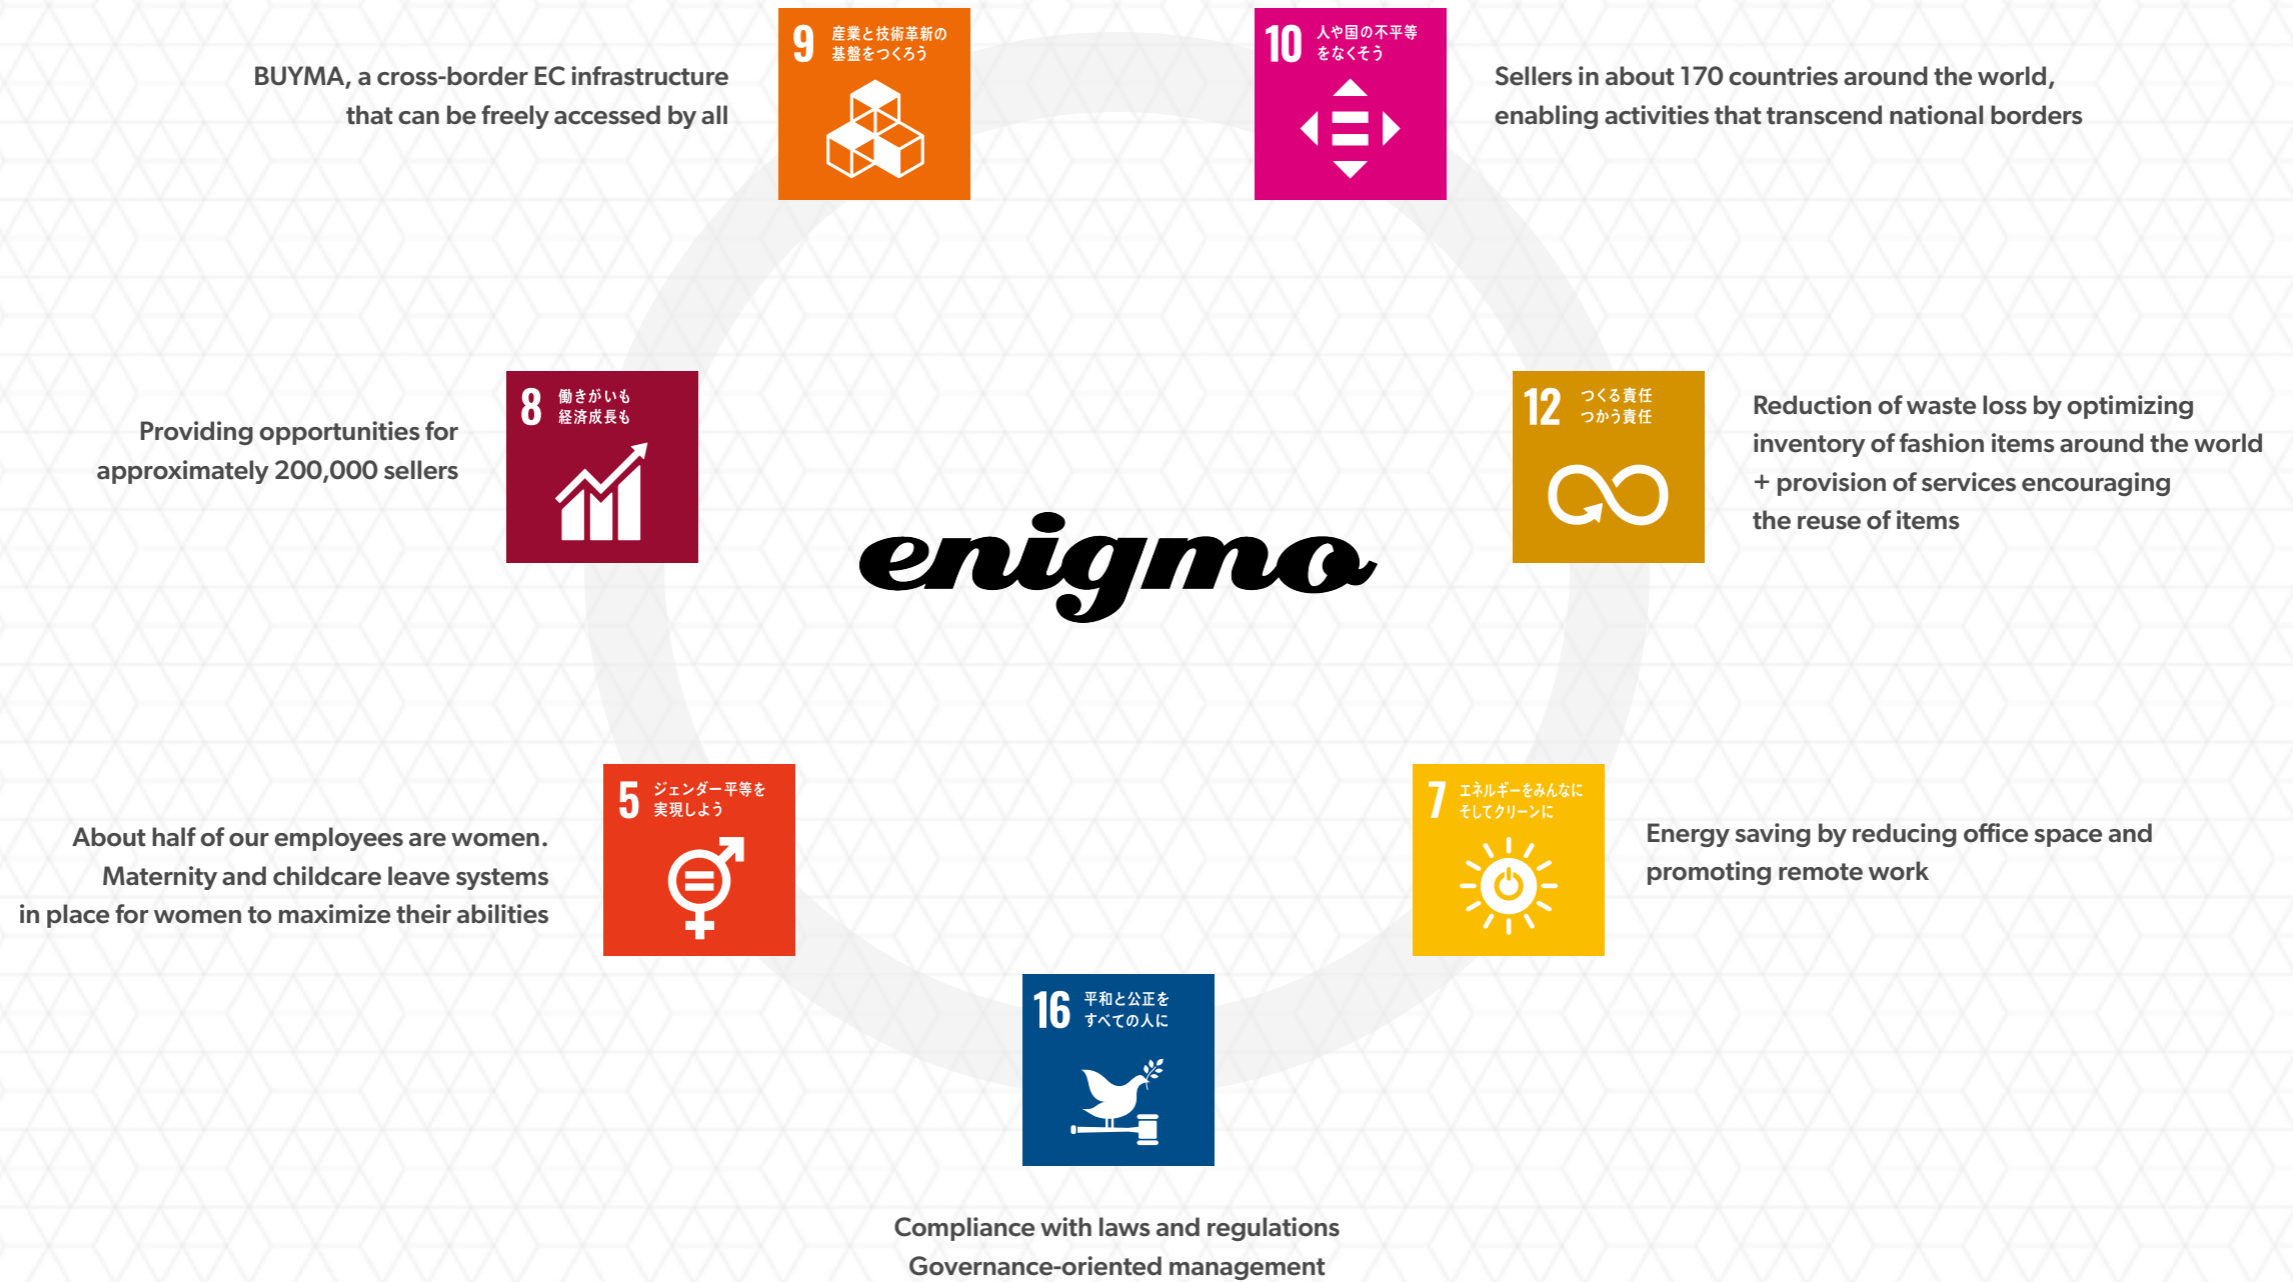 BUYMA, a cross-border EC infrastructure
that can be freely accessed by all
9
産業と技術革新の
基盤をつくろう
10
人や国の不平等
をなくそう
Sellers in about 170 countries around the world,
enabling activities that transcend national borders
Providing opportunities for
approximately 200,000 sellers
8
働きがいも
経済成長も
enigmo
12
つくる責任
つかう責任
Reduction of waste loss by optimizing
inventory of fashion items around the world
+ provision of services encouraging
the reuse of items
About half of our employees are women.
Maternity and childcare leave systems
in place for women to maximize their abilities
5
ジェンダー平等を
実現しよう
7
エネルギーをみんなに
そしてクリーンに
Energy saving by reducing office space and
promoting remote work
16
平和と公正を
すべての人に
Compliance with laws and regulations
Governance-oriented management